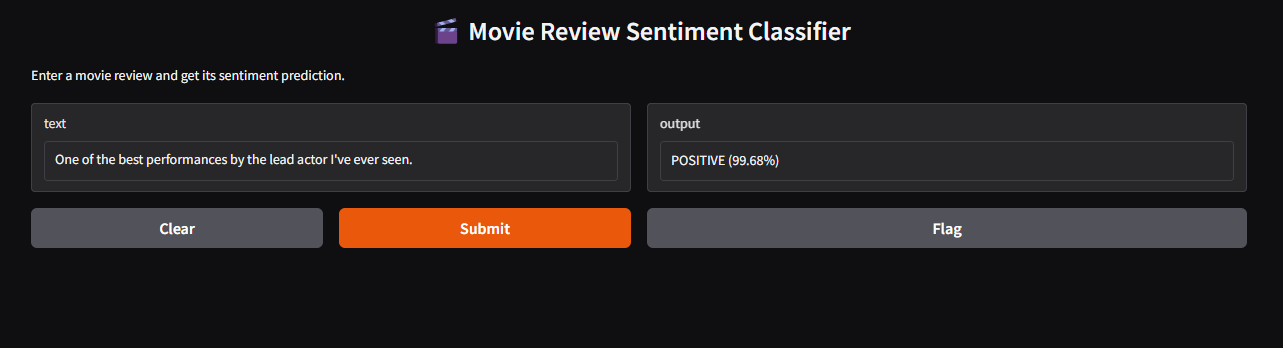 🎬 Movie Review Sentiment Classifier
Enter a movie review and get its sentiment prediction.
text
One of the best performances by the lead actor I've ever seen.
output
POSITIVE (99.68%)
Clear
Submit
Flag